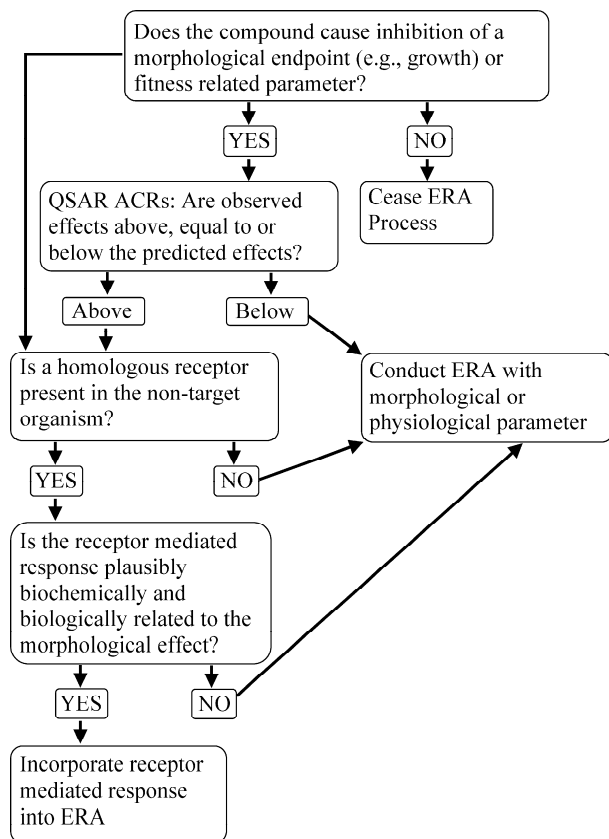 Does the compound cause inhibition of a
morphological endpoint (e.g., growth) or
fitness related parameter?
YES
NO
QSAR ACRs: Are observed
effects above, equal to or
below the predicted effects?
Cease ERA
Process
Above
Below
Is a homologous receptor
present in the non-target
organism?
Conduct ERA with
morphological or
physiological parameter
YES
NO
Is the receptor mediated
response plausibly
biochemically and
biologically related to the
morphological effect?
YES
NO
Incorporate receptor
mediated response
into ERA